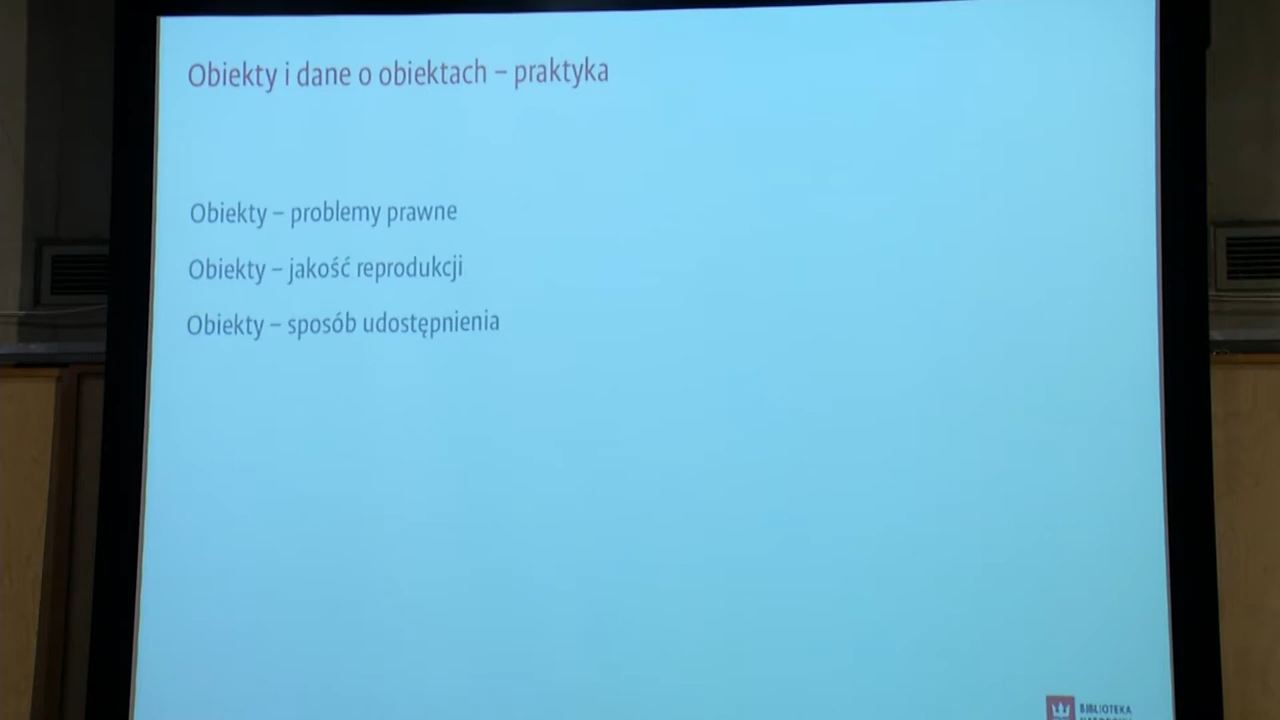 Obiekty i dane o obiektach – praktyka
Obiekty – problemy prawne
Obiekty – jakość reprodukcji
Obiekty – sposób udostępnienia
BIBLIOTEKA